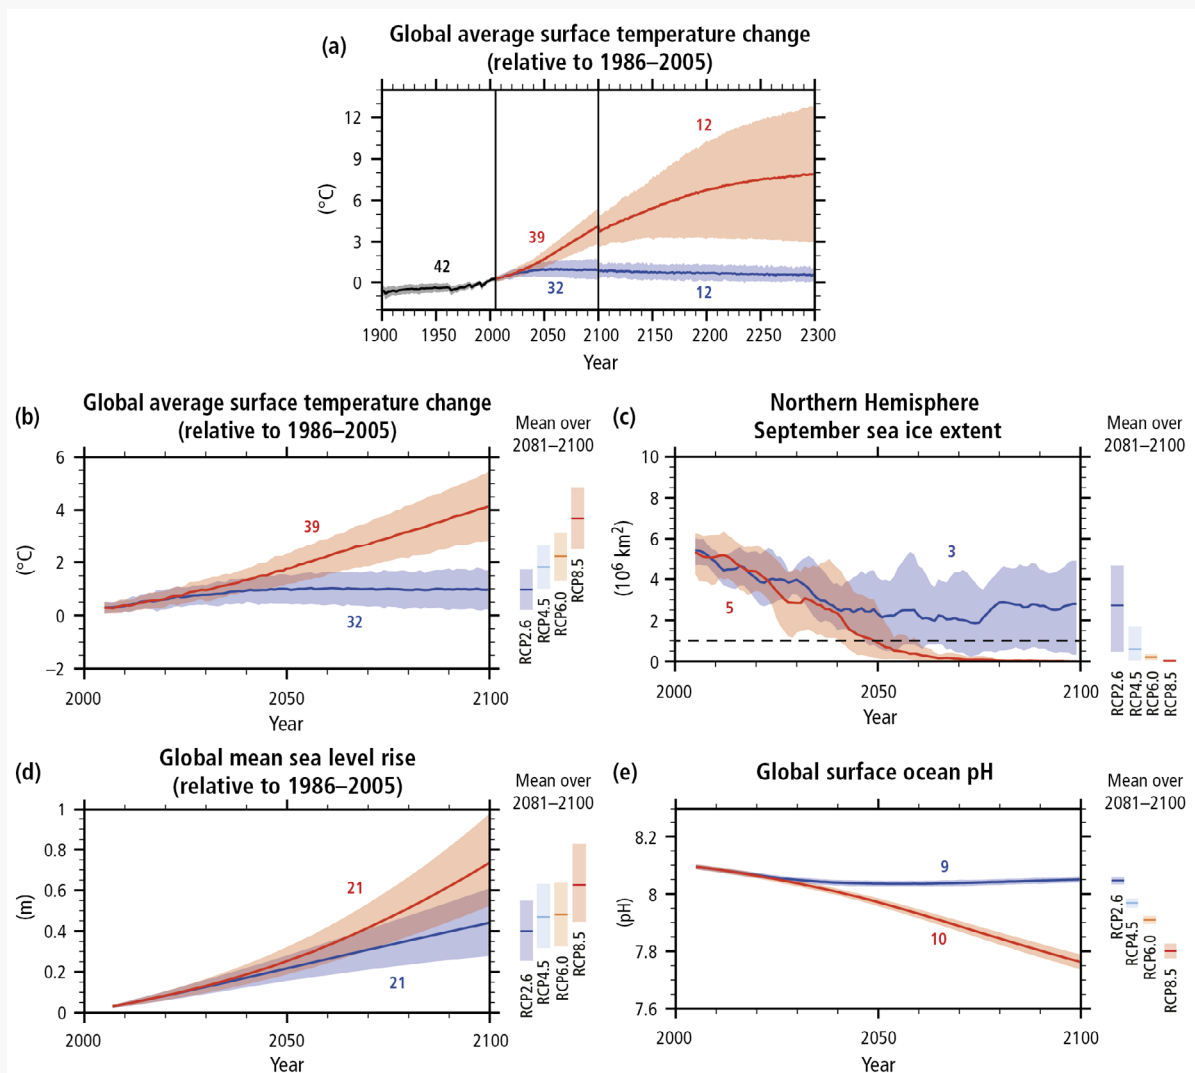 (a)
Global average surface temperature change
(relative to 1986–2005)
(°C)
12
9
6
3
0
42
39
32
12
12
1900 1950 2000 2050 2100 2150 2200 2250 2300
Year
(b)
Global average surface temperature change
(relative to 1986–2005)
Mean over
2081–2100
(°C)
6
4
2
0
−2
39
32
2000 2050 2100
Year
RCP2.6
RCP4.5
RCP6.0
RCP8.5
(c)
Northern Hemisphere
September sea ice extent
Mean over
2081–2100
(10⁶ km²)
10
8
6
4
2
0
3
5
2000 2050 2100
Year
RCP2.6
RCP4.5
RCP6.0
RCP8.5
(d)
Global mean sea level rise
(relative to 1986–2005)
Mean over
2081–2100
(m)
1
0.8
0.6
0.4
0.2
0
21
21
2000 2050 2100
Year
RCP2.6
RCP4.5
RCP6.0
RCP8.5
(e)
Global surface ocean pH
Mean over
2081–2100
(pH)
8.2
8
7.8
7.6
9
10
2000 2050 2100
Year
RCP2.6
RCP4.5
RCP6.0
RCP8.5